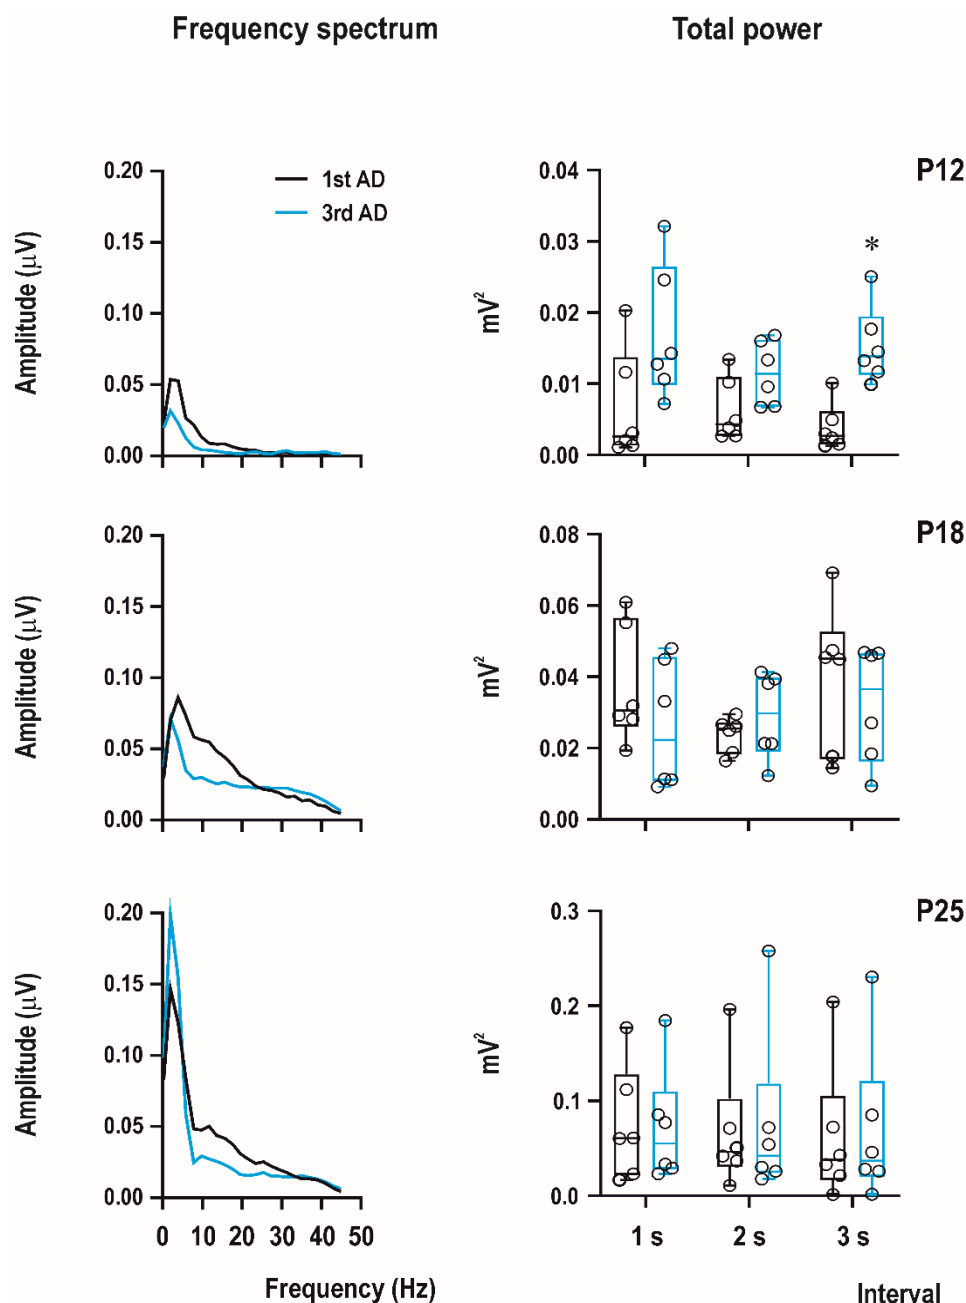 Frequency spectrum
Total power
P12
Amplitude (μV)
0.20
0.15
0.10
0.05
0.00
1st AD
3rd AD
mV²
0.04
0.03
0.02
0.01
0.00
*
P18
Amplitude (μV)
0.20
0.15
0.10
0.05
0.00
mV²
0.08
0.06
0.04
0.02
0.00
P25
Amplitude (μV)
0.20
0.15
0.10
0.05
0.00
0 10 20 30 40 50
Frequency (Hz)
mV²
0.3
0.2
0.1
0.0
1 s 2 s 3 s
Interval